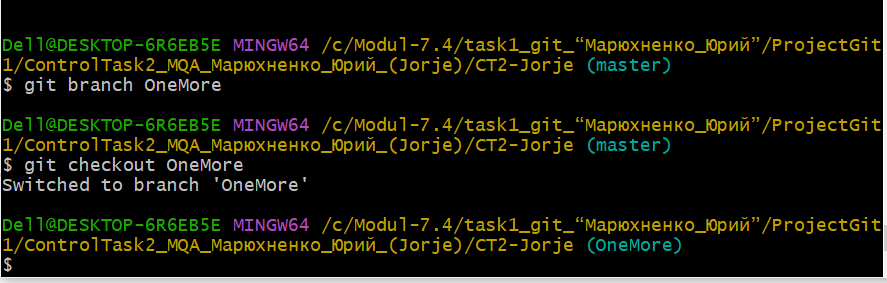 Dell@DESKTOP-6R6EB5E MINGW64 /c/Modul-7.4/task1_git_“Марюхненко_Юрий”/ProjectGit
1/ControlTask2_MQA_Марюхненко_Юрий_(Jorje)/CT2-Jorje (master)
$ git branch OneMore
Dell@DESKTOP-6R6EB5E MINGW64 /c/Modul-7.4/task1_git_“Марюхненко_Юрий”/ProjectGit
1/ControlTask2_MQA_Марюхненко_Юрий_(Jorje)/CT2-Jorje (master)
$ git checkout OneMore
Switched to branch 'OneMore'
Dell@DESKTOP-6R6EB5E MINGW64 /c/Modul-7.4/task1_git_“Марюхненко_Юрий”/ProjectGit
1/ControlTask2_MQA_Марюхненко_Юрий_(Jorje)/CT2-Jorje (OneMore)
$